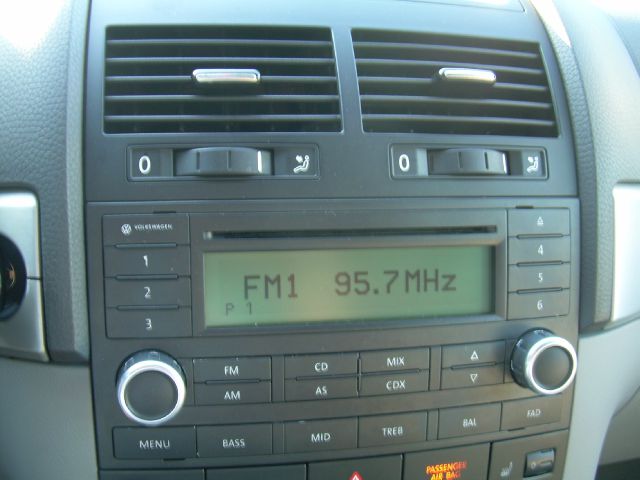 0
0
VOLKSWAGEN
1
2
3
FM1 95.7MHz
P 1
4
5
6
FM
AM
CD
AS
MIX
CDX
MENU
BASS
MID
TREB
BAL
FAD
PASSENGER
AIR BAG